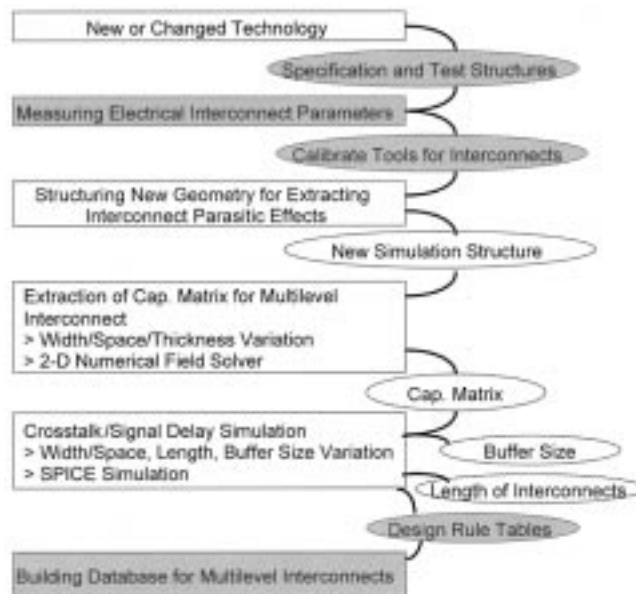 New or Changed Technology
Specification and Test Structures
Measuring Electrical Interconnect Parameters
Calibrate Tools for Interconnects
Structuring New Geometry for Extracting
Interconnect Parasitic Effects
New Simulation Structure
Extraction of Cap. Matrix for Multilevel
Interconnect
> Width/Space/Thickness Variation
> 2-D Numerical Field Solver
Cap. Matrix
Crosstalk/Signal Delay Simulation
> Width/Space, Length, Buffer Size Variation
> SPICE Simulation
Buffer Size
Length of Interconnects
Design Rule Tables
Building Database for Multilevel Interconnects